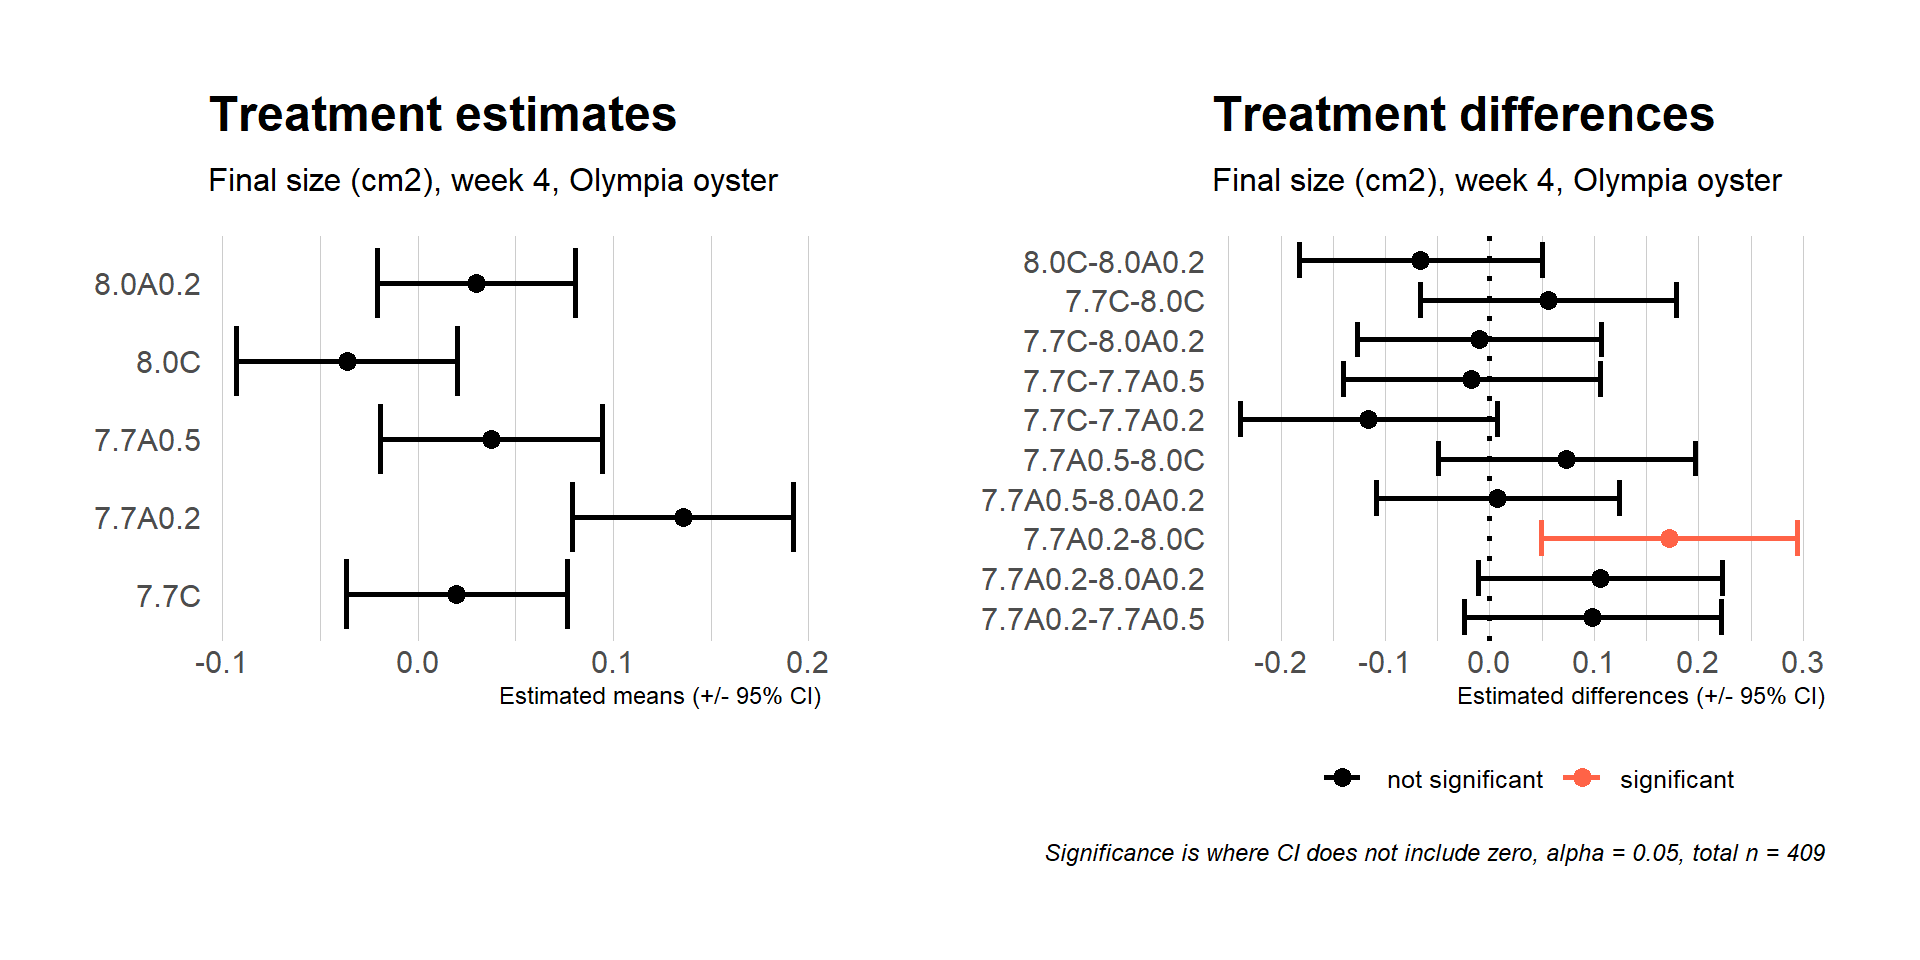 Treatment estimates
Final size (cm2), week 4, Olympia oyster
8.0A0.2
8.0C
7.7A0.5
7.7A0.2
7.7C
-0.1 0.0 0.1 0.2
Estimated means (+/- 95% CI)
Treatment differences
Final size (cm2), week 4, Olympia oyster
8.0C-8.0A0.2
7.7C-8.0C
7.7C-8.0A0.2
7.7C-7.7A0.5
7.7C-7.7A0.2
7.7A0.5-8.0C
7.7A0.5-8.0A0.2
7.7A0.2-8.0C
7.7A0.2-8.0A0.2
7.7A0.2-7.7A0.5
-0.2 -0.1 0.0 0.1 0.2 0.3
Estimated differences (+/- 95% CI)
not significant significant
Significance is where CI does not include zero, alpha = 0.05, total n = 409